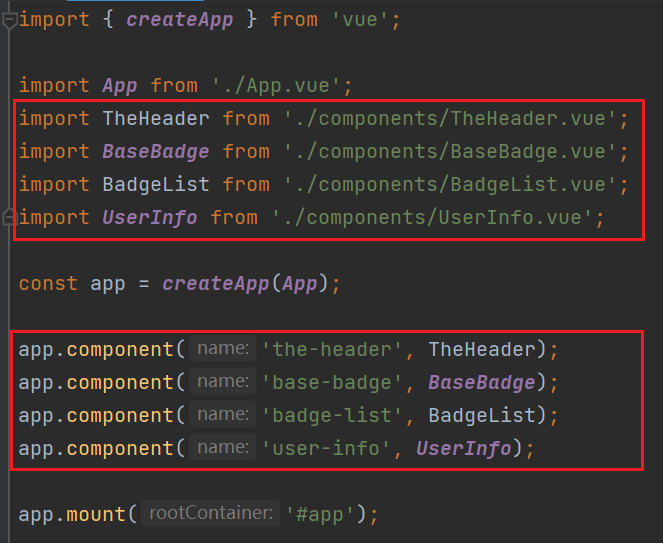 import { createApp } from 'vue';
import App from './App.vue';
import TheHeader from './components/TheHeader.vue';
import BaseBadge from './components/BaseBadge.vue';
import BadgeList from './components/BadgeList.vue';
import UserInfo from './components/UserInfo.vue';
const app = createApp(App);
app.component( name: 'the-header', TheHeader);
app.component( name: 'base-badge', BaseBadge);
app.component( name: 'badge-list', BadgeList);
app.component( name: 'user-info', UserInfo);
app.mount( rootContainer: '#app');